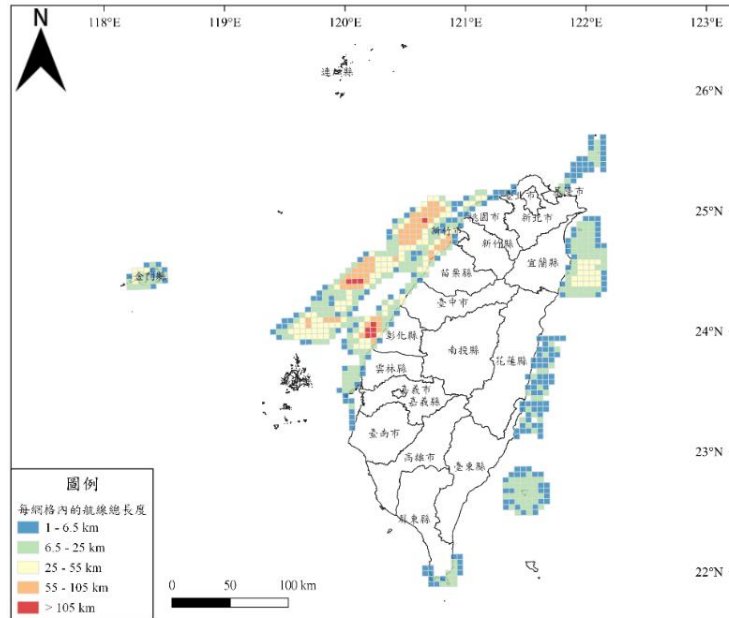 118°E 119°E 120°E 121°E 122°E
N
連江縣
26°N
臺北市
基隆市
25°N
桃園市
新北市
新竹市
新竹縣
宜蘭縣
金門縣
苗栗縣
臺中市
24°N
彰化縣
南投縣
花蓮縣
雲林縣
嘉義市
嘉義縣
臺南市
23°N
高雄市
臺東縣
屏東縣
22°N
圖例
每網格內的航線總長度
1 - 6.5 km
6.5 - 25 km
25 - 55 km
55 - 105 km
> 105 km
0 50 100 km